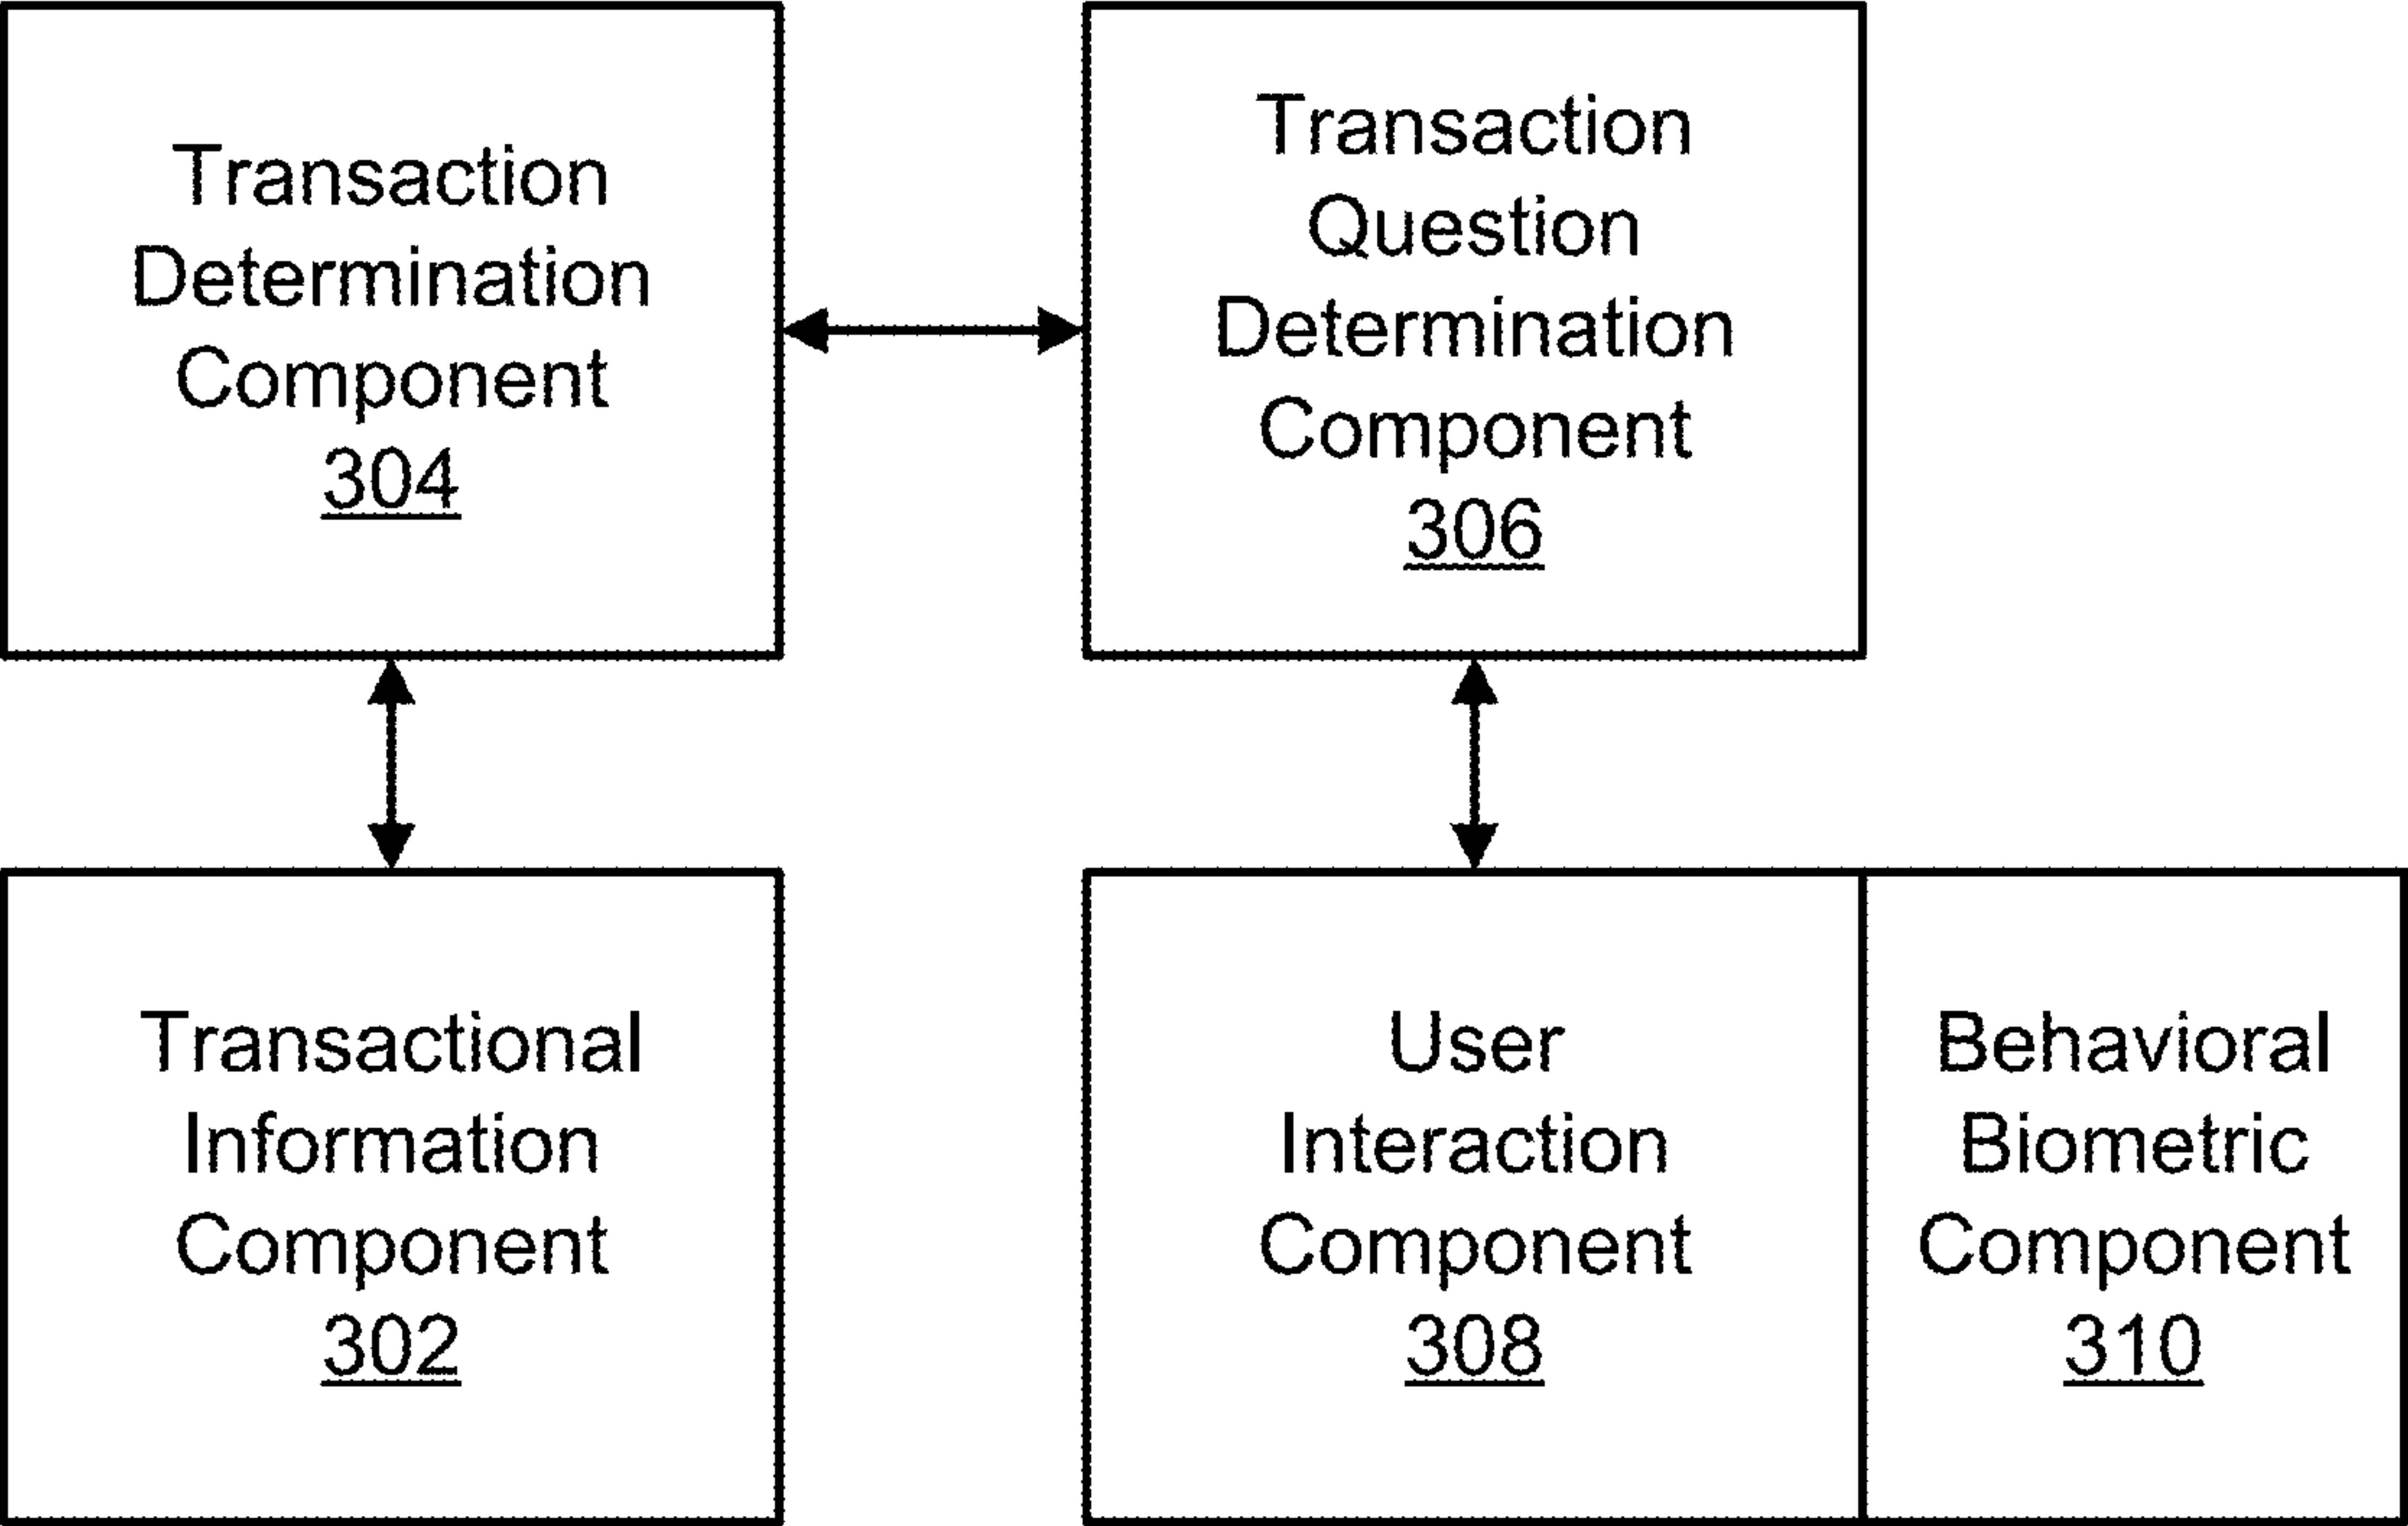 Transaction
Determination
Component
304
Transaction
Question
Determination
Component
306
Transactional
Information
Component
302
User
Interaction
Component
308
Behavioral
Biometric
Component
310